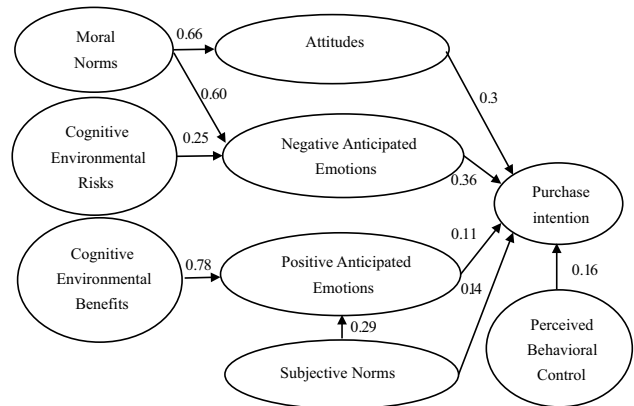 Moral
Norms
0.66
Attitudes
0.60
0.3
Cognitive
Environmental
Risks
0.25
Negative Anticipated
Emotions
0.36
Purchase
intention
Cognitive
Environmental
Benefits
0.78
Positive Anticipated
Emotions
0.11
0.14
0.16
0.29
Subjective Norms
Perceived
Behavioral
Control